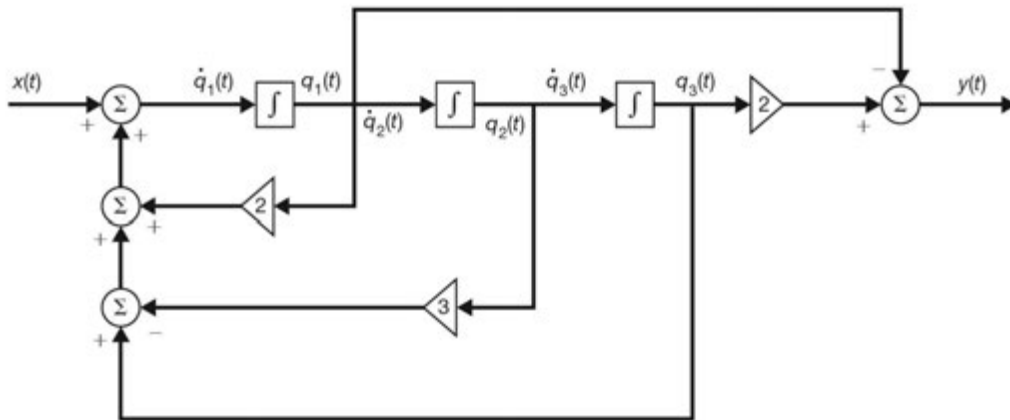 x(t)
+
Σ
+
q̇₁(t)
∫
q₁(t)
q̇₂(t)
∫
q₂(t)
q̇₃(t)
∫
q₃(t)
2
+
−
Σ
y(t)
Σ
+
+
2
Σ
+
−
3